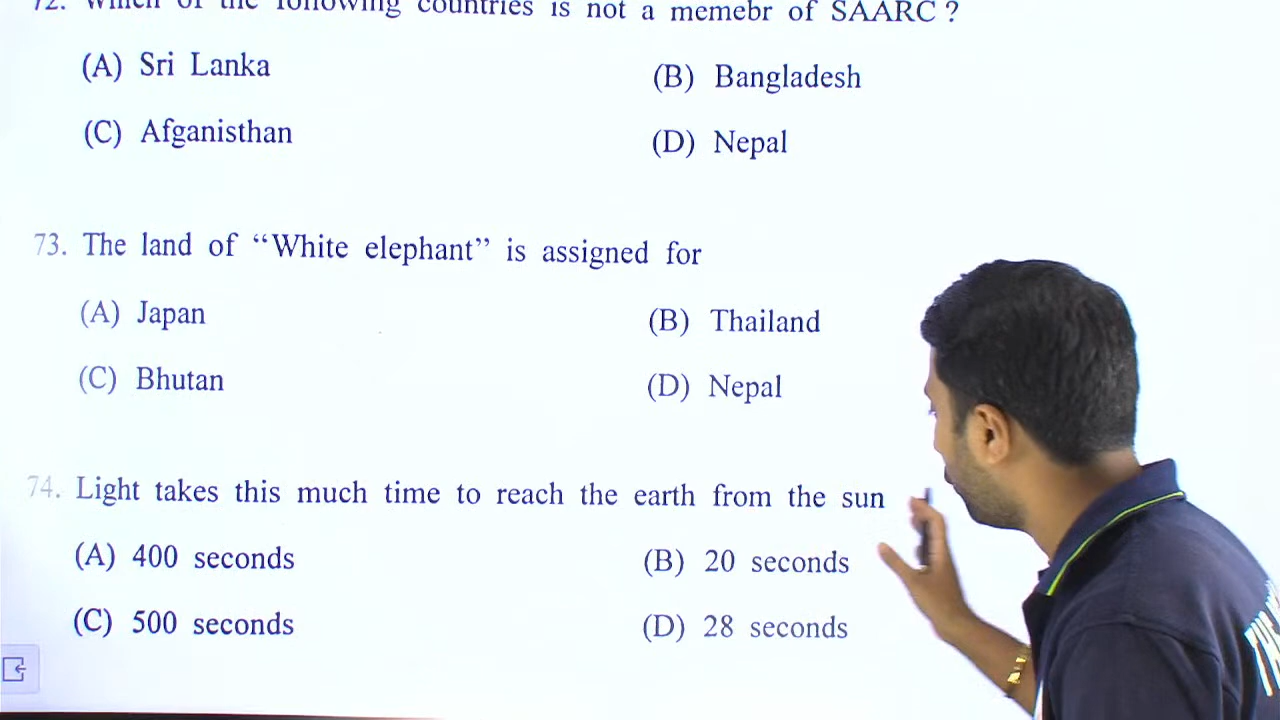 72. Which of the following countries is not a memebr of SAARC ?
(A) Sri Lanka
(B) Bangladesh
(C) Afganisthan
(D) Nepal
73. The land of “White elephant” is assigned for
(A) Japan
(B) Thailand
(C) Bhutan
(D) Nepal
74. Light takes this much time to reach the earth from the sun
(A) 400 seconds
(B) 20 seconds
(C) 500 seconds
(D) 28 seconds